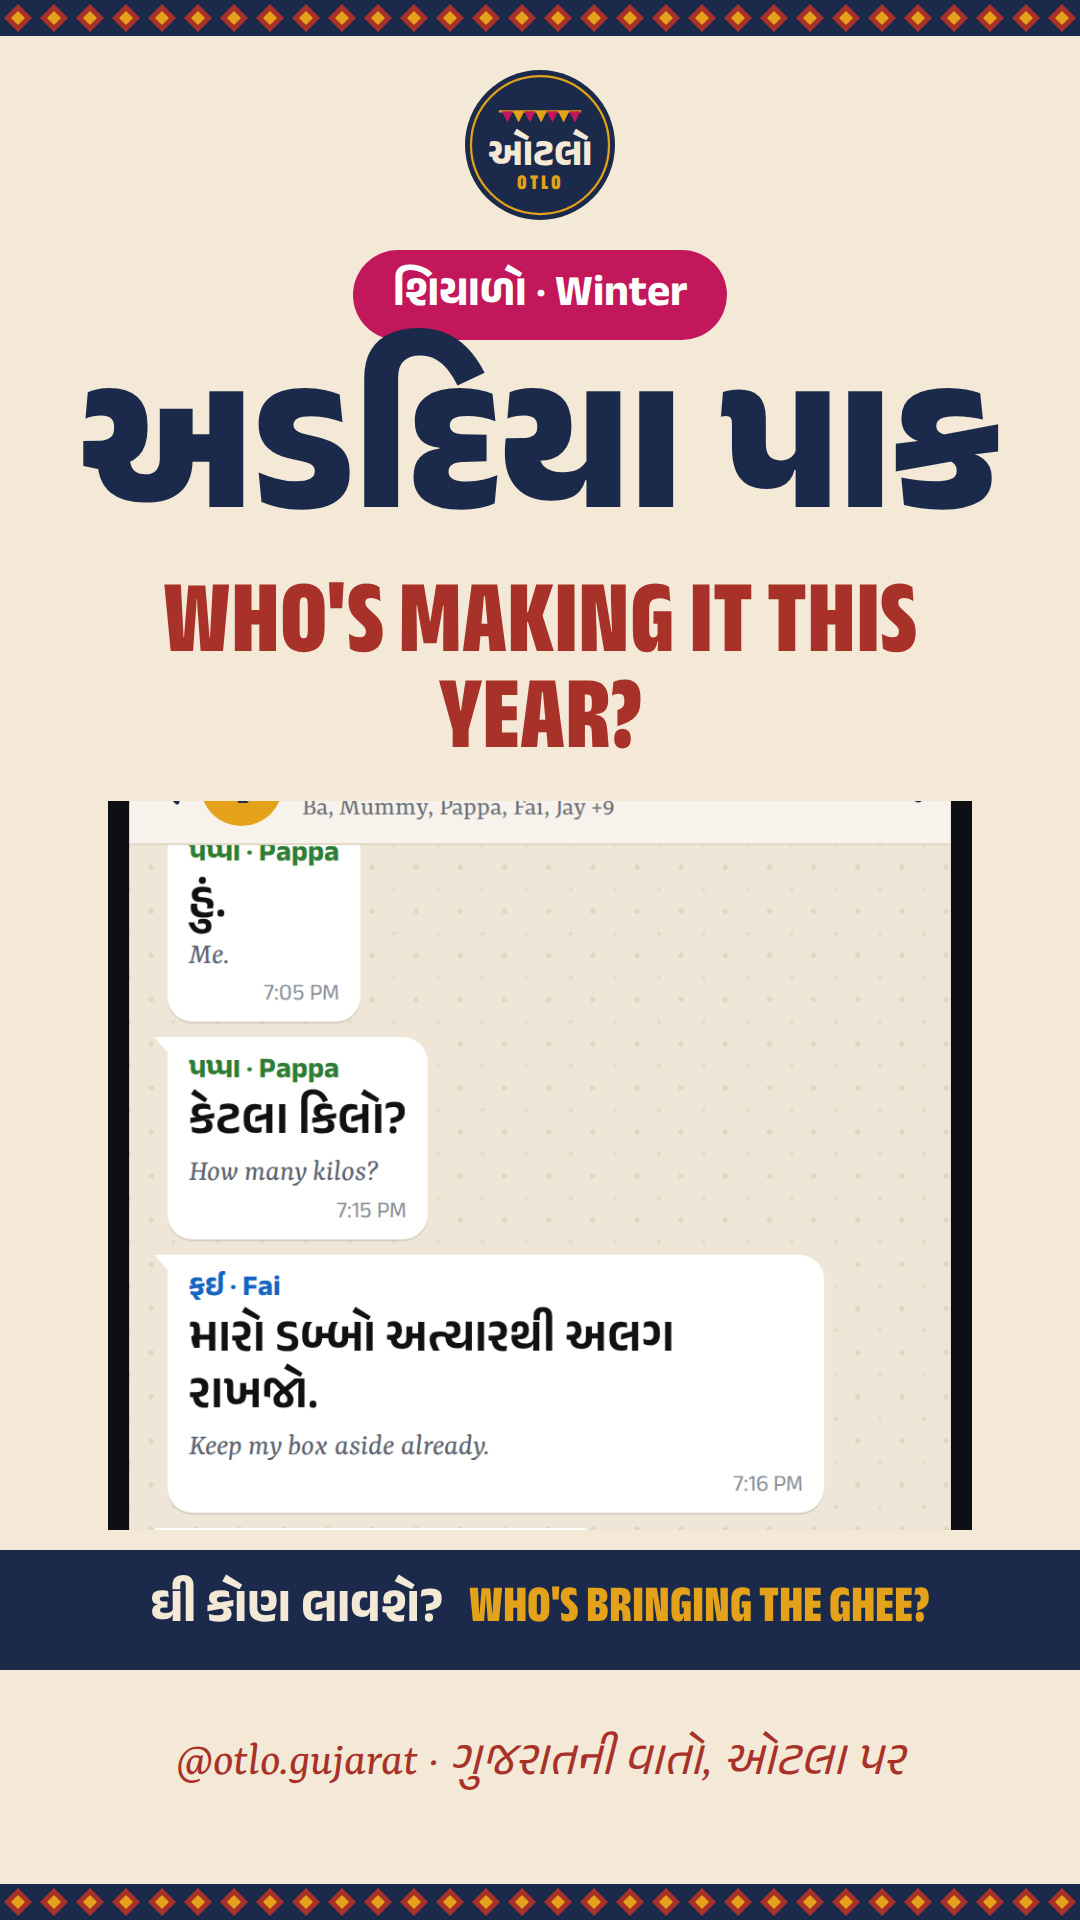 ઓટલો
OTLO
શિયાળો · Winter
અડદિયા પાક
WHO'S MAKING IT THIS
YEAR?
Ba, Mummy, Pappa, Fai, Jay +9
પપ્પા · Pappa
હું.
Me.
7:05 PM
પપ્પા · Pappa
કેટલા કિલો?
How many kilos?
7:15 PM
ફઈ · Fai
મારો ડબ્બો અત્યારથી અલગ
રાખજો.
Keep my box aside already.
7:16 PM
ઘી કોણ લાવશે? WHO'S BRINGING THE GHEE?
@otlo.gujarat · ગુજરાતની વાતો, ઓટલા પર